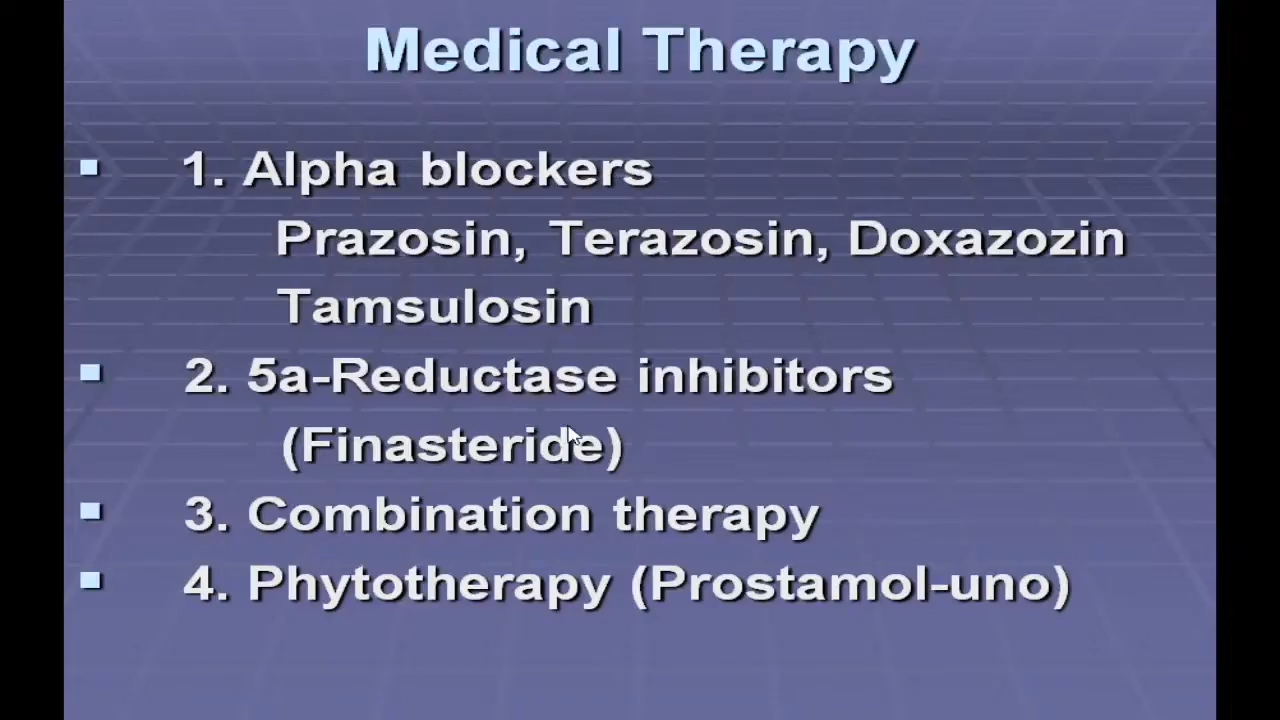 Medical Therapy
1. Alpha blockers
Prazosin, Terazosin, Doxazozin
Tamsulosin
2. 5a-Reductase inhibitors
(Finasteride)
3. Combination therapy
4. Phytotherapy (Prostamol-uno)